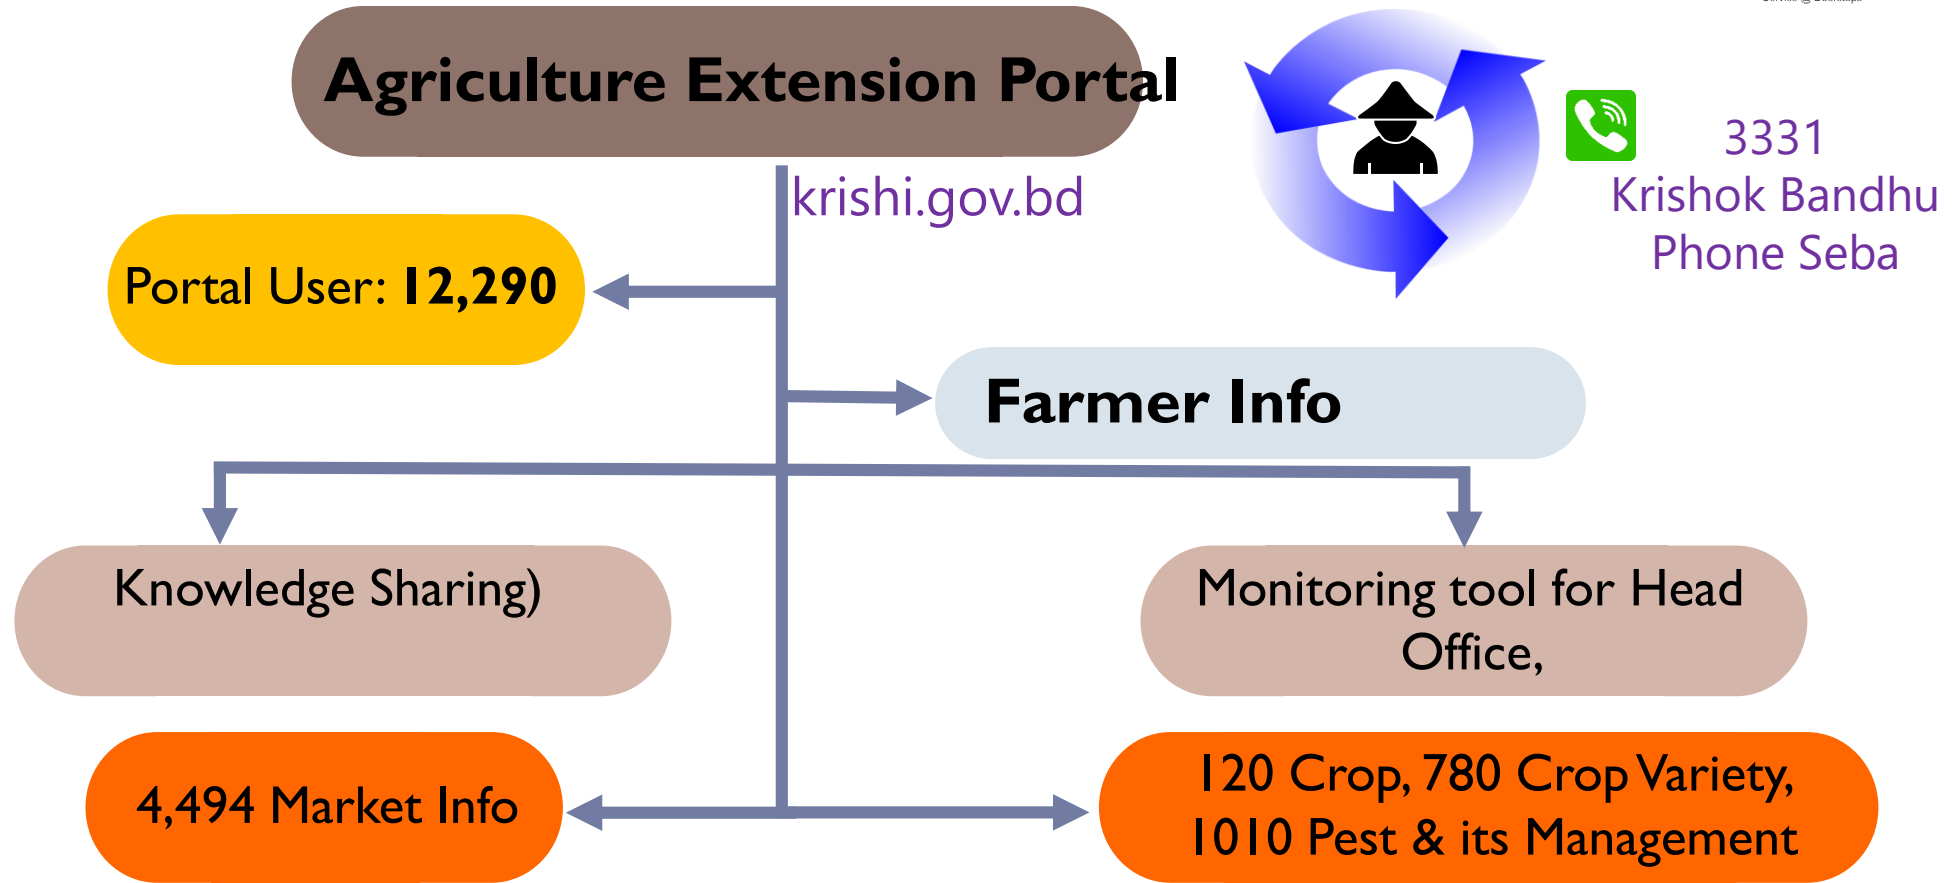 Agriculture Extension Portal
krishi.gov.bd
3331
Krishok Bandhu
Phone Seba
Portal User: 12,290
Farmer Info
Knowledge Sharing)
Monitoring tool for Head
Office,
4,494 Market Info
120 Crop, 780 Crop Variety,
1010 Pest & its Management